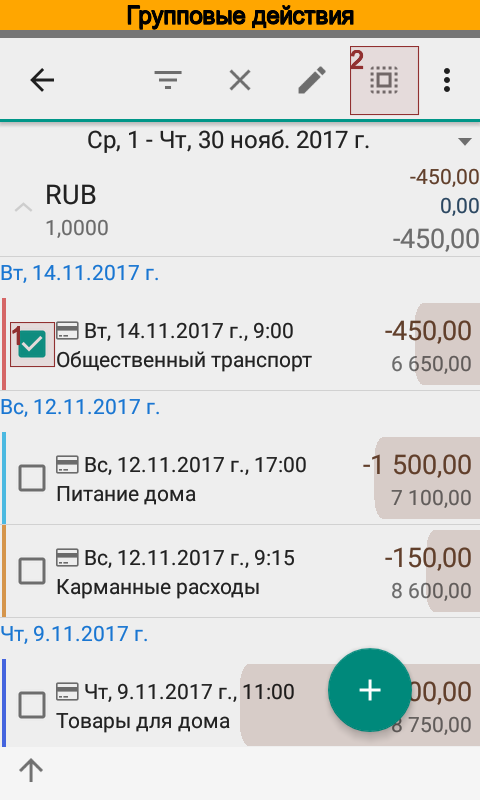 Групповые действия
2
Ср, 1 - Чт, 30 нояб. 2017 г.
RUB
-450,00
0,00
1,0000
-450,00
Вт, 14.11.2017 г.
1
Вт, 14.11.2017 г., 9:00
-450,00
Общественный транспорт
6 650,00
Вс, 12.11.2017 г.
Вс, 12.11.2017 г., 17:00
-1 500,00
Питание дома
7 100,00
Вс, 12.11.2017 г., 9:15
-150,00
Карманные расходы
8 600,00
Чт, 9.11.2017 г.
Чт, 9.11.2017 г., 11:00
00,00
Товары для дома
8 750,00